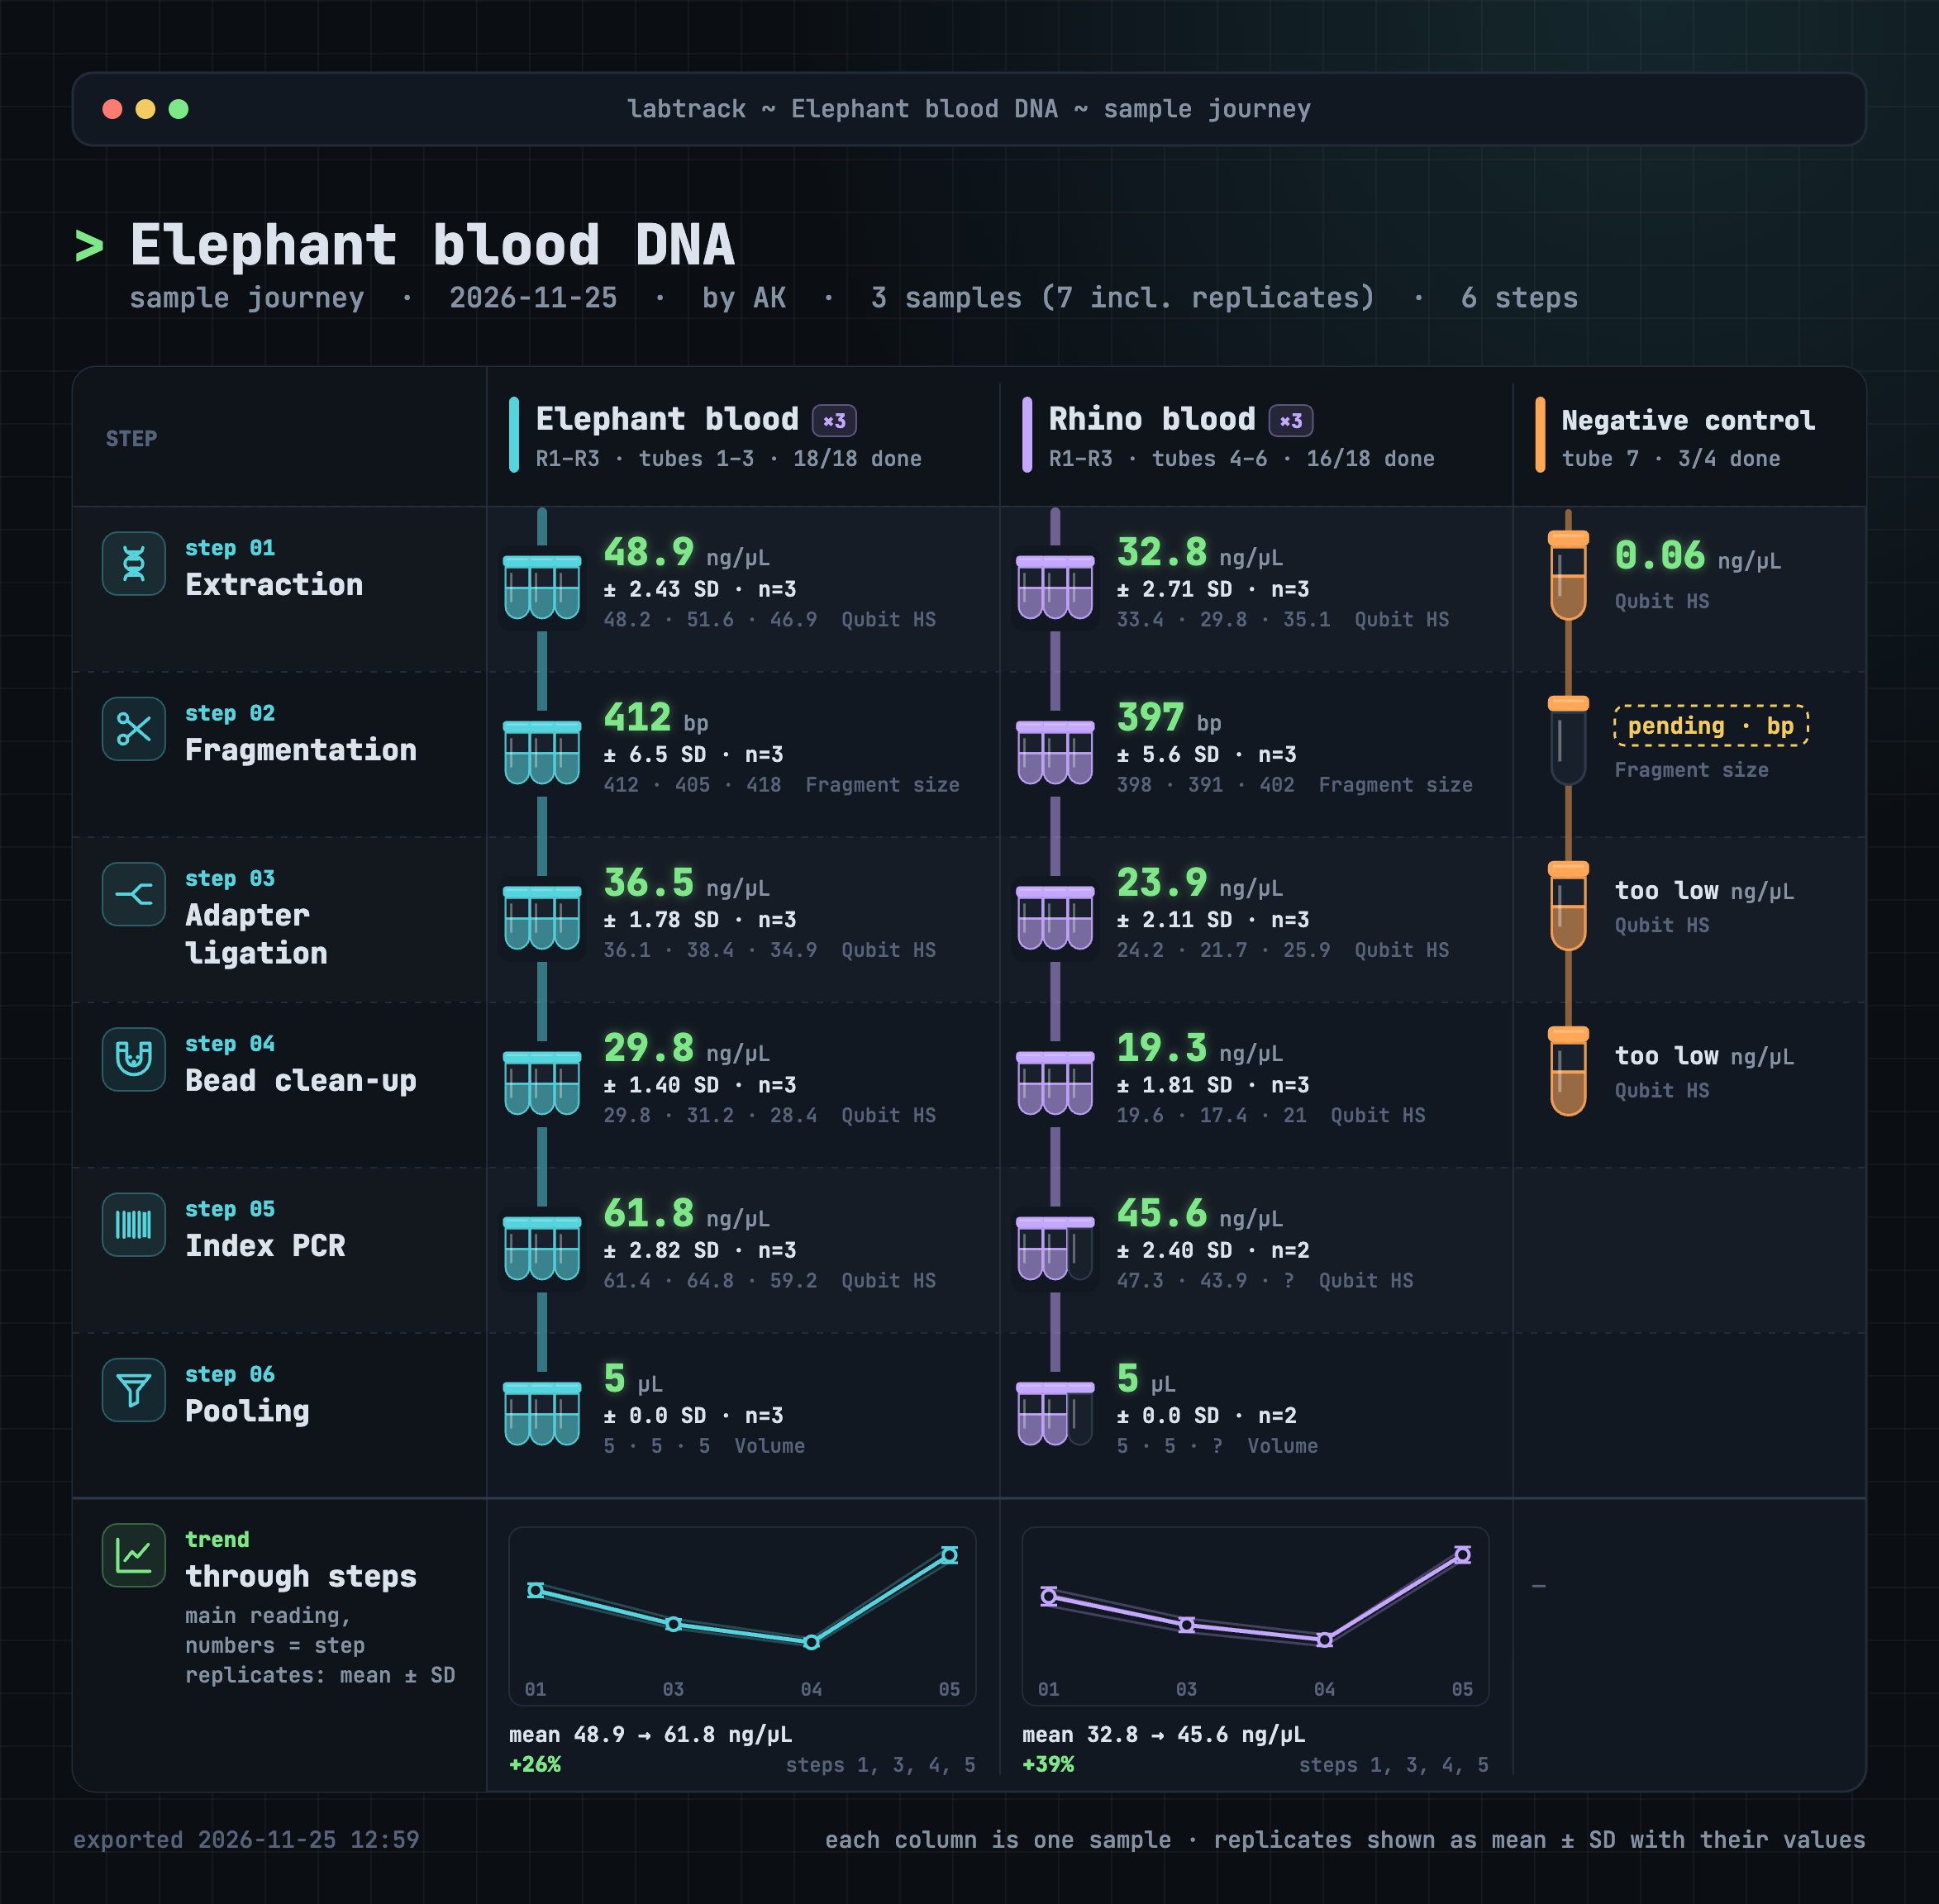 labtrack ~ Elephant blood DNA ~ sample journey
> Elephant blood DNA
sample journey · 2026-11-25 · by AK · 3 samples (7 incl. replicates) · 6 steps
STEP
Elephant blood ×3
R1–R3 · tubes 1–3 · 18/18 done
Rhino blood ×3
R1–R3 · tubes 4–6 · 16/18 done
Negative control
tube 7 · 3/4 done
step 01
Extraction
48.9 ng/µL
± 2.43 SD · n=3
48.2 · 51.6 · 46.9 Qubit HS
32.8 ng/µL
± 2.71 SD · n=3
33.4 · 29.8 · 35.1 Qubit HS
0.06 ng/µL
Qubit HS
step 02
Fragmentation
412 bp
± 6.5 SD · n=3
412 · 405 · 418 Fragment size
397 bp
± 5.6 SD · n=3
398 · 391 · 402 Fragment size
pending · bp
Fragment size
step 03
Adapter
ligation
36.5 ng/µL
± 1.78 SD · n=3
36.1 · 38.4 · 34.9 Qubit HS
23.9 ng/µL
± 2.11 SD · n=3
24.2 · 21.7 · 25.9 Qubit HS
too low ng/µL
Qubit HS
step 04
Bead clean-up
29.8 ng/µL
± 1.40 SD · n=3
29.8 · 31.2 · 28.4 Qubit HS
19.3 ng/µL
± 1.81 SD · n=3
19.6 · 17.4 · 21 Qubit HS
too low ng/µL
Qubit HS
step 05
Index PCR
61.8 ng/µL
± 2.82 SD · n=3
61.4 · 64.8 · 59.2 Qubit HS
45.6 ng/µL
± 2.40 SD · n=2
47.3 · 43.9 · ? Qubit HS
step 06
Pooling
5 µL
± 0.0 SD · n=3
5 · 5 · 5 Volume
5 µL
± 0.0 SD · n=2
5 · 5 · ? Volume
trend
through steps
main reading,
numbers = step
replicates: mean ± SD
01 03 04 05
mean 48.9 → 61.8 ng/µL
+26% steps 1, 3, 4, 5
01 03 04 05
mean 32.8 → 45.6 ng/µL
+39% steps 1, 3, 4, 5
–
exported 2026-11-25 12:59
each column is one sample · replicates shown as mean ± SD with their values